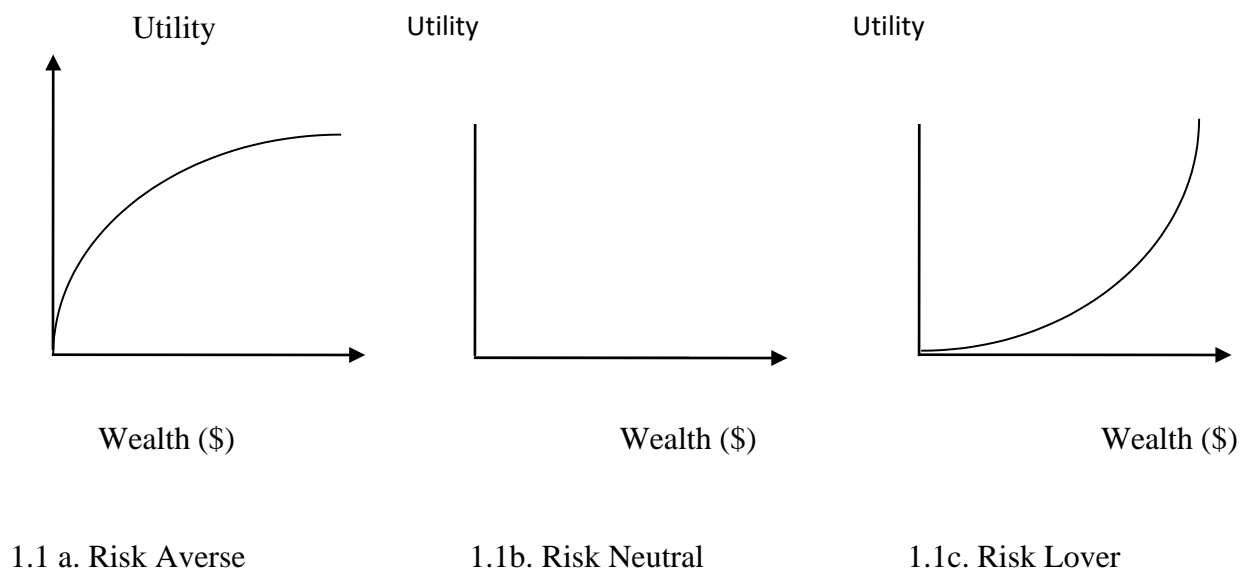 Utility Utility Utility
Wealth ($) Wealth ($) Wealth ($)
1.1 a. Risk Averse 1.1b. Risk Neutral 1.1c. Risk Lover